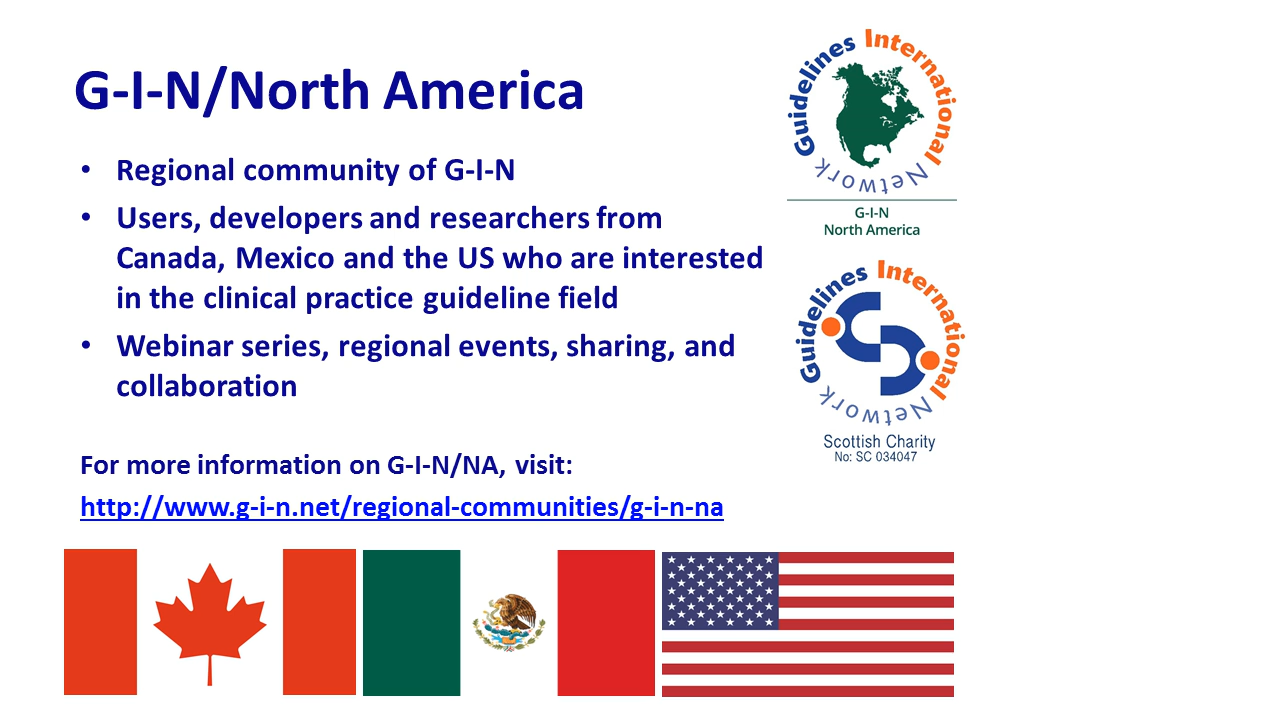 G-I-N/North America
• Regional community of G-I-N
• Users, developers and researchers from
Canada, Mexico and the US who are interested
in the clinical practice guideline field
• Webinar series, regional events, sharing, and
collaboration
For more information on G-I-N/NA, visit:
http://www.g-i-n.net/regional-communities/g-i-n-na
Guidelines International Network
G-I-N
North America
Guidelines International Network
Scottish Charity
No: SC 034047